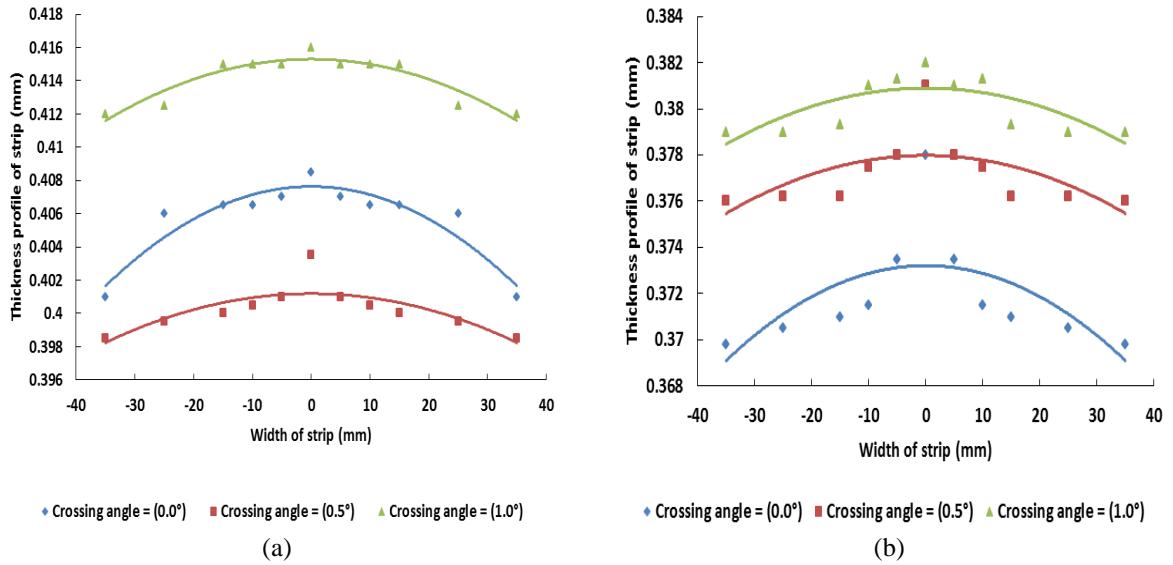 Thickness profile of strip (mm)
0.418
0.416
0.414
0.412
0.41
0.408
0.406
0.404
0.402
0.4
0.398
0.396
-40 -30 -20 -10 0 10 20 30 40
Width of strip (mm)
Crossing angle = (0.0°) Crossing angle = (0.5°) Crossing angle = (1.0°)
(a)
Thickness profile of strip (mm)
0.384
0.382
0.38
0.378
0.376
0.374
0.372
0.37
0.368
-40 -30 -20 -10 0 10 20 30 40
Width of strip (mm)
Crossing angle = (0.0°) Crossing angle = (0.5°) Crossing angle = (1.0°)
(b)